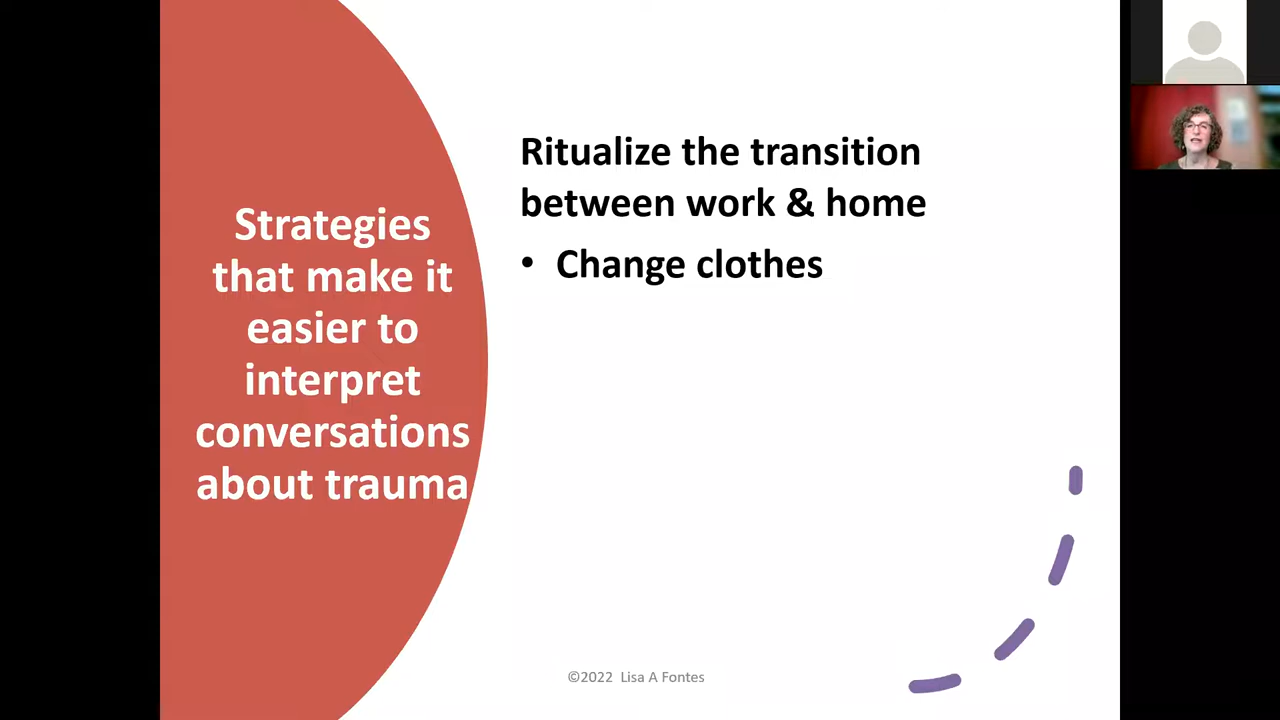 Strategies
that make it
easier to
interpret
conversations
about trauma
Ritualize the transition
between work & home
• Change clothes
©2022 Lisa A Fontes